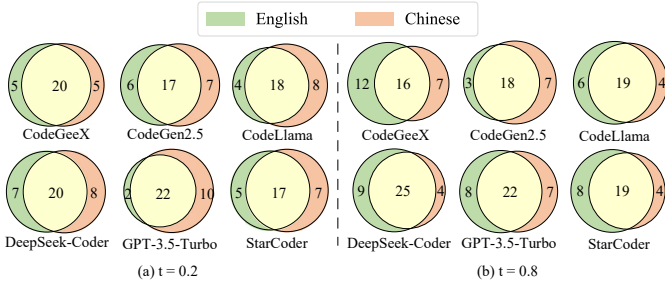 English Chinese
5 20 5 6 17 7 4 18 8 12 16 7 3 18 7 6 19 4
CodeGeeX CodeGen2.5 CodeLlama CodeGeeX CodeGen2.5 CodeLlama
7 20 8 2 22 10 5 17 7 9 25 4 8 22 7 8 19 4
DeepSeek-Coder GPT-3.5-Turbo StarCoder DeepSeek-Coder GPT-3.5-Turbo StarCoder
(a) t = 0.2 (b) t = 0.8